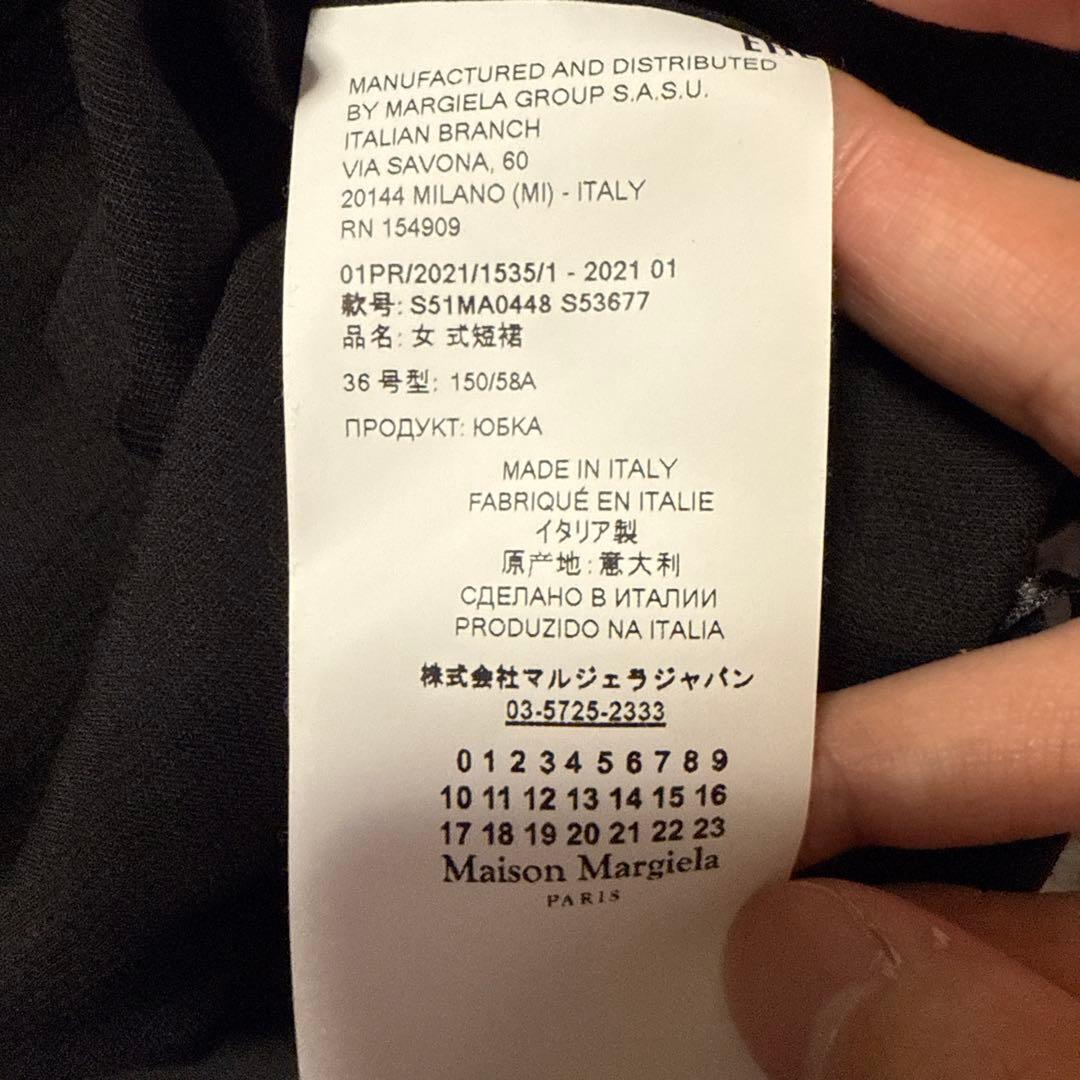 MANUFACTURED AND DISTRIBUTED
BY MARGIELA GROUP S.A.S.U.
ITALIAN BRANCH
VIA SAVONA, 60
20144 MILANO (MI) - ITALY
RN 154909
01PR/2021/1535/1 - 2021 01
款号: S51MA0448 S53677
品名: 女 式短裙
36 号型: 150/58A
ПРОДУКТ: ЮБКА
MADE IN ITALY
FABRIQUÉ EN ITALIE
イタリア製
原产地: 意大利
СДЕЛАНО В ИТАЛИИ
PRODUZIDO NA ITALIA
株式会社マルジェラジャパン
03-5725-2333
0 1 2 3 4 5 6 7 8 9
10 11 12 13 14 15 16
17 18 19 20 21 22 23
Maison Margiela
PARIS